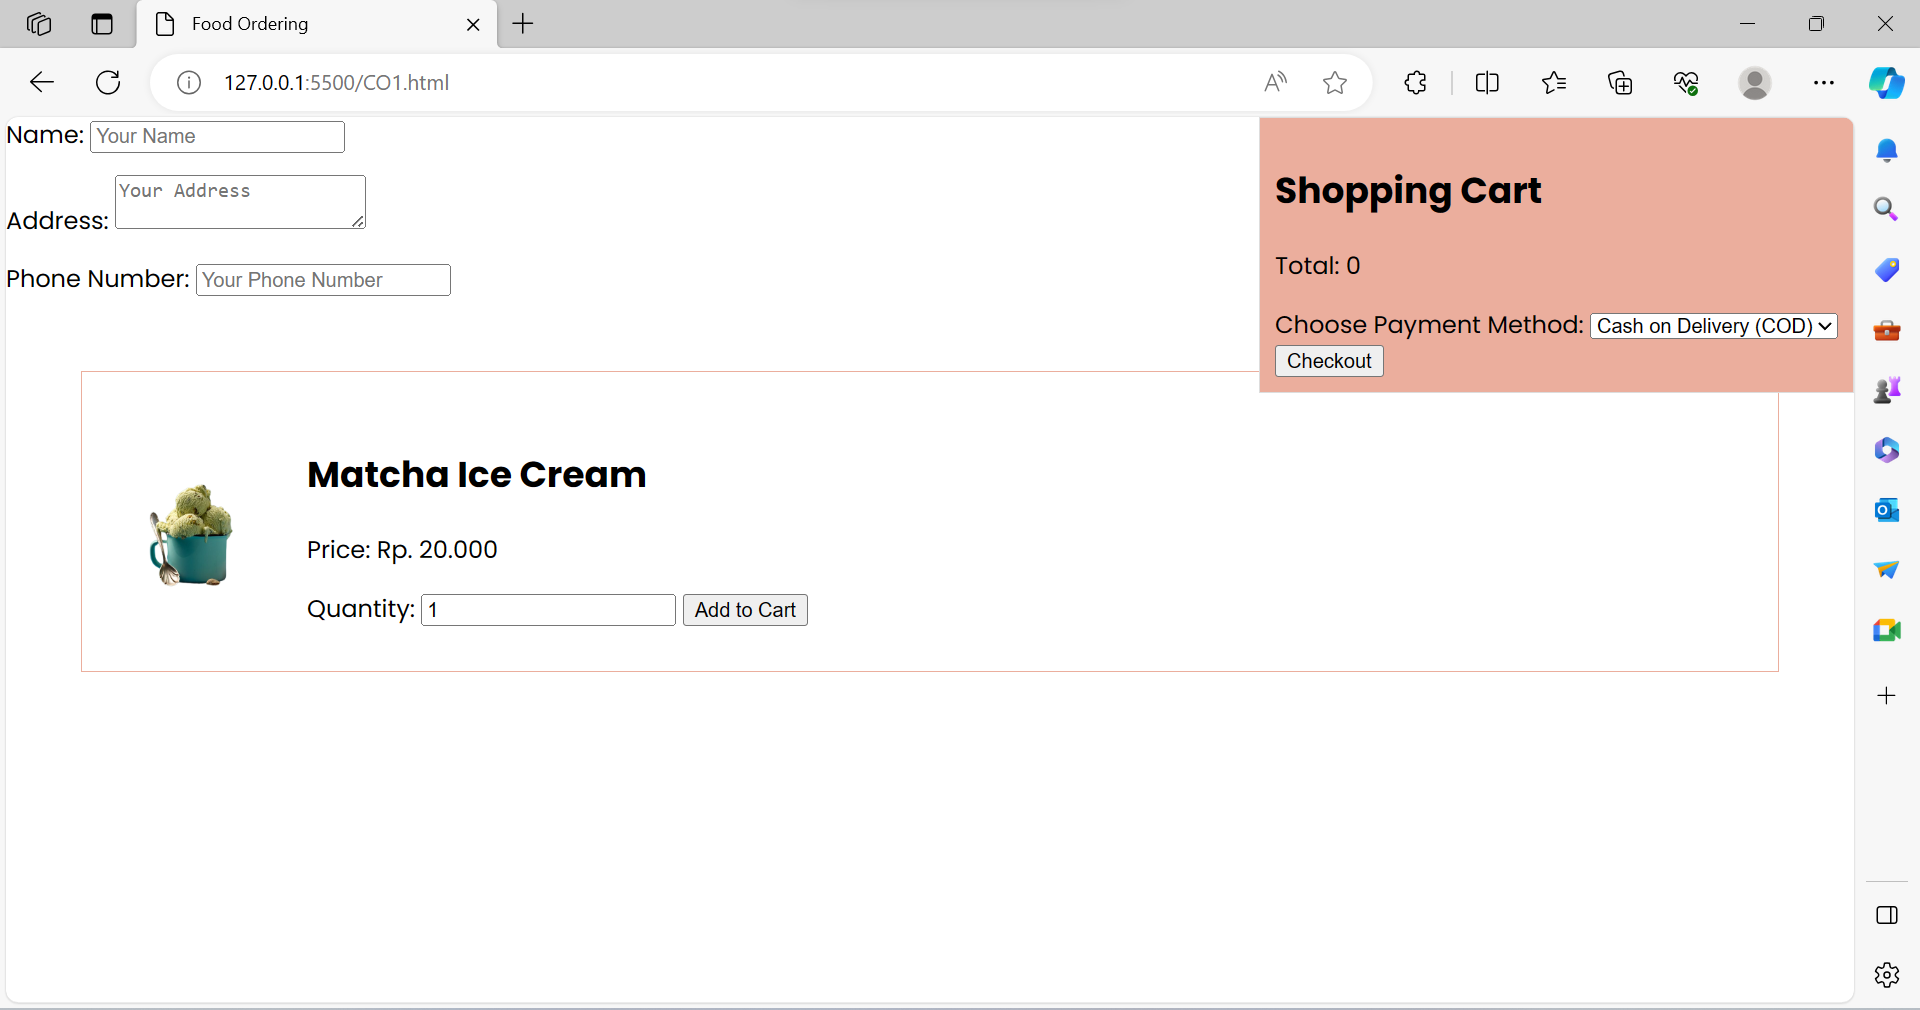 Food Ordering
127.0.0.1:5500/CO1.html
Name: Your Name
Address: Your Address
Phone Number: Your Phone Number
Shopping Cart
Total: 0
Choose Payment Method: Cash on Delivery (COD)
Checkout
Matcha Ice Cream
Price: Rp. 20.000
Quantity: 1 Add to Cart